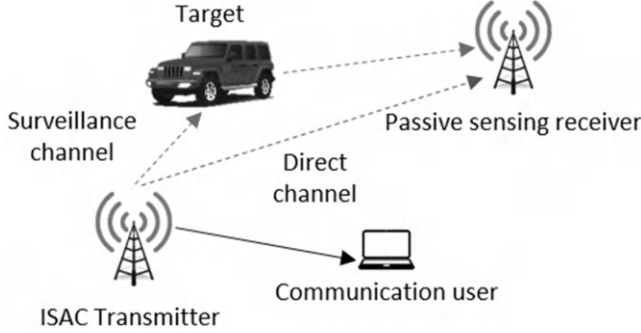 Target
Surveillance
channel
Passive sensing receiver
Direct
channel
Communication user
ISAC Transmitter